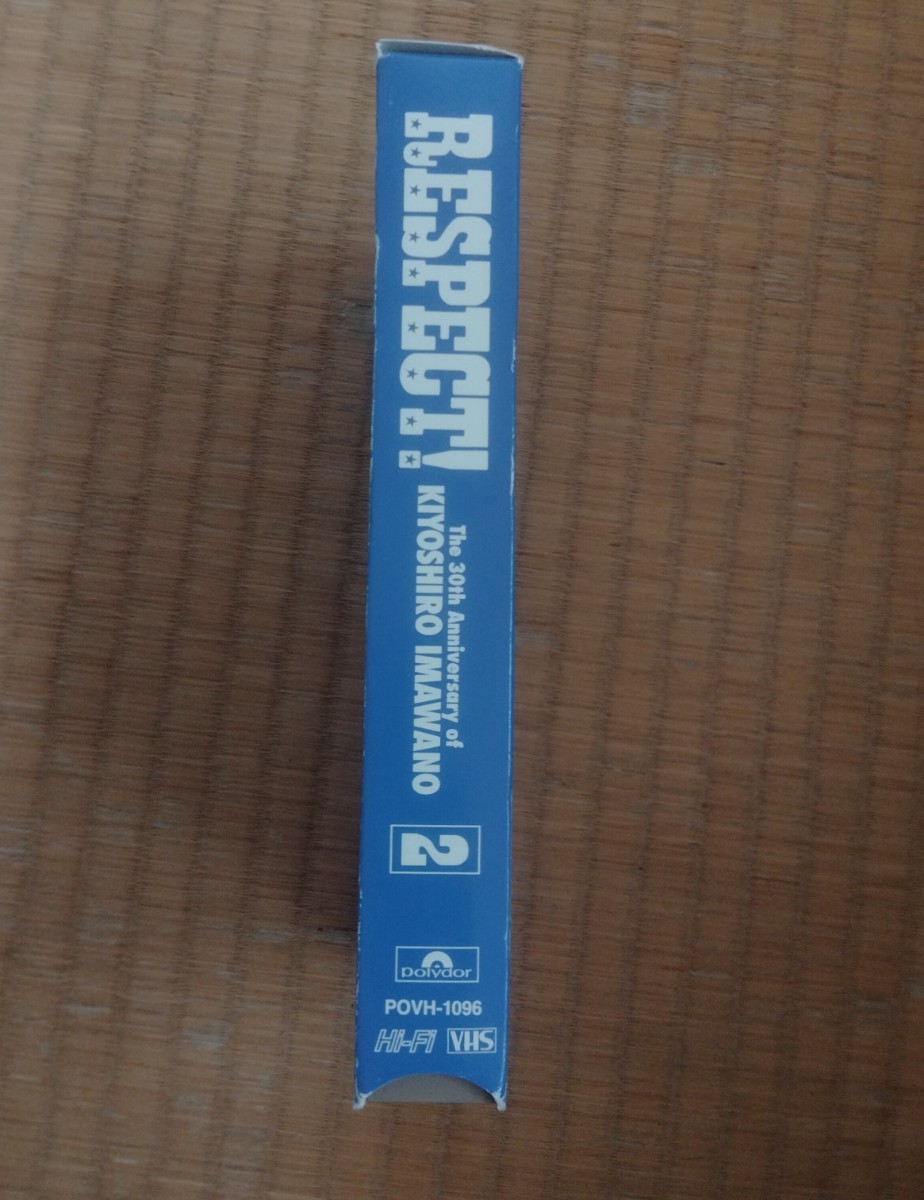 RESPECT!
The 30th Anniversary of
KIYOSHIRO IMAWANO
2
polydor
POVH-1096
Hi-Fi VHS